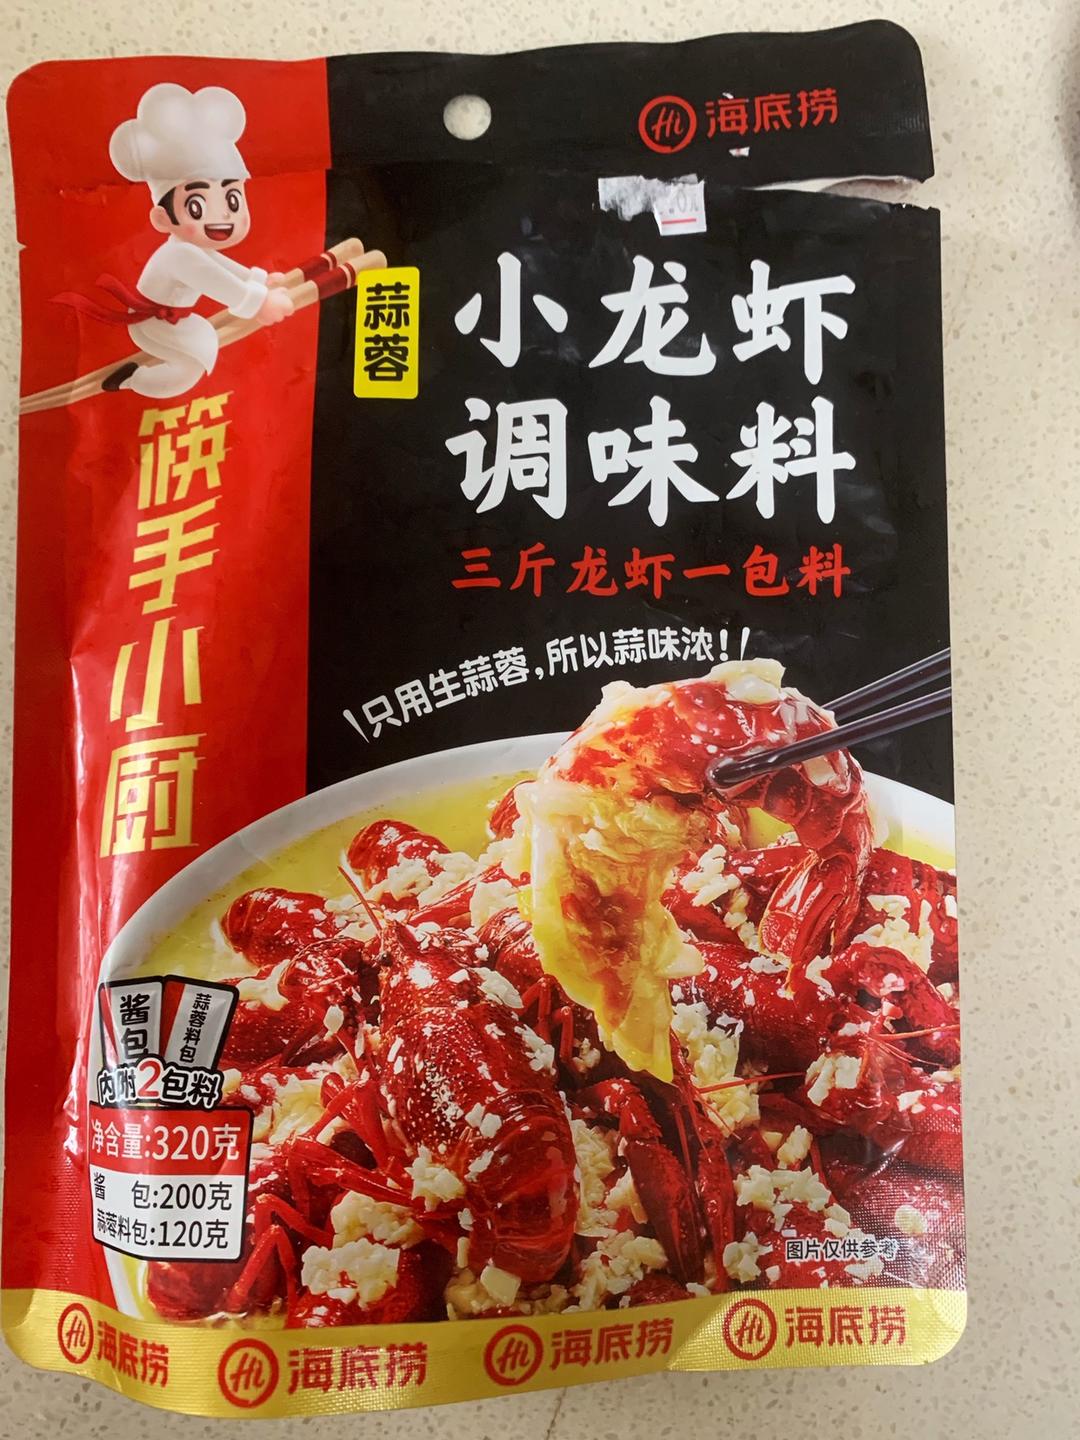 海底捞
蒜蓉
小龙虾
调味料
三斤龙虾一包料
只用生蒜蓉，所以蒜味浓！
筷手小厨
酱包
蒜蓉料包
内附2包料
净含量:320克
酱 包:200克
蒜蓉料包:120克
图片仅供参考
Hi 海底捞
Hi 海底捞
Hi 海底捞
Hi 海底捞